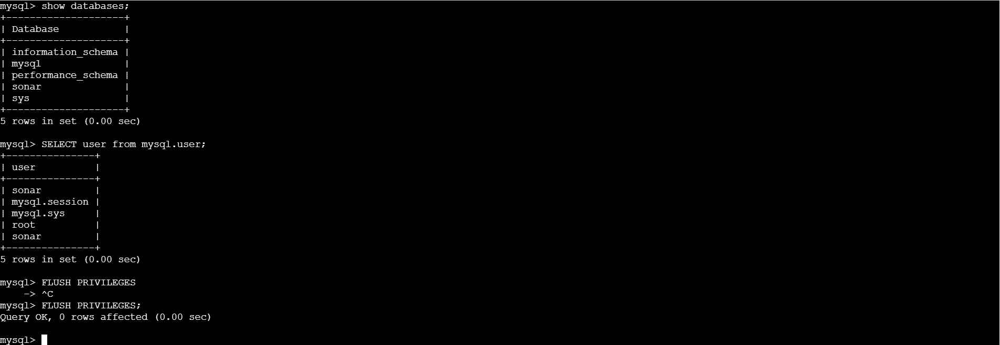 mysql> show databases;
+--------------------+
| Database           |
+--------------------+
| information_schema |
| mysql              |
| performance_schema |
| sonar              |
| sys                |
+--------------------+
5 rows in set (0.00 sec)

mysql> SELECT user from mysql.user;
+---------------+
| user          |
+---------------+
| sonar         |
| mysql.session |
| mysql.sys     |
| root          |
| sonar         |
+---------------+
5 rows in set (0.00 sec)

mysql> FLUSH PRIVILEGES
    -> ^C
mysql> FLUSH PRIVILEGES;
Query OK, 0 rows affected (0.00 sec)

mysql>